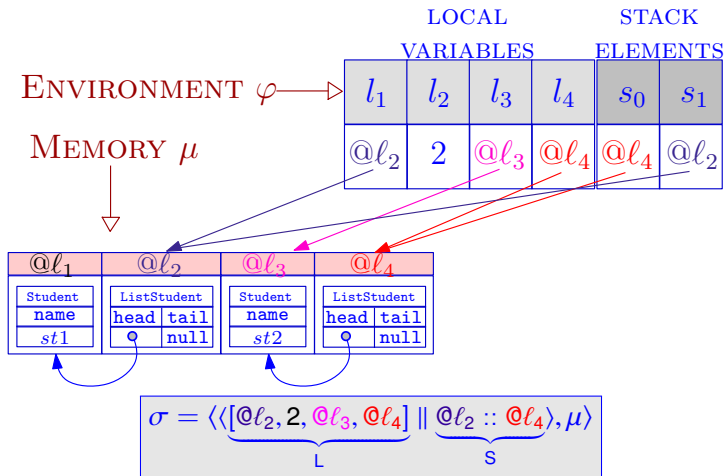 LOCAL STACK
VARIABLES ELEMENTS
ENVIRONMENT φ l₁ l₂ l₃ l₄ s₀ s₁
MEMORY μ @ℓ₂ 2 @ℓ₃ @ℓ₄ @ℓ₄ @ℓ₂
@ℓ₁ @ℓ₂ @ℓ₃ @ℓ₄
Student ListStudent Student ListStudent
name head tail name head tail
st1 null st2 null
σ = ⟨⟨[@ℓ₂, 2, @ℓ₃, @ℓ₄] ∥ @ℓ₂ :: @ℓ₄⟩, μ⟩
L S